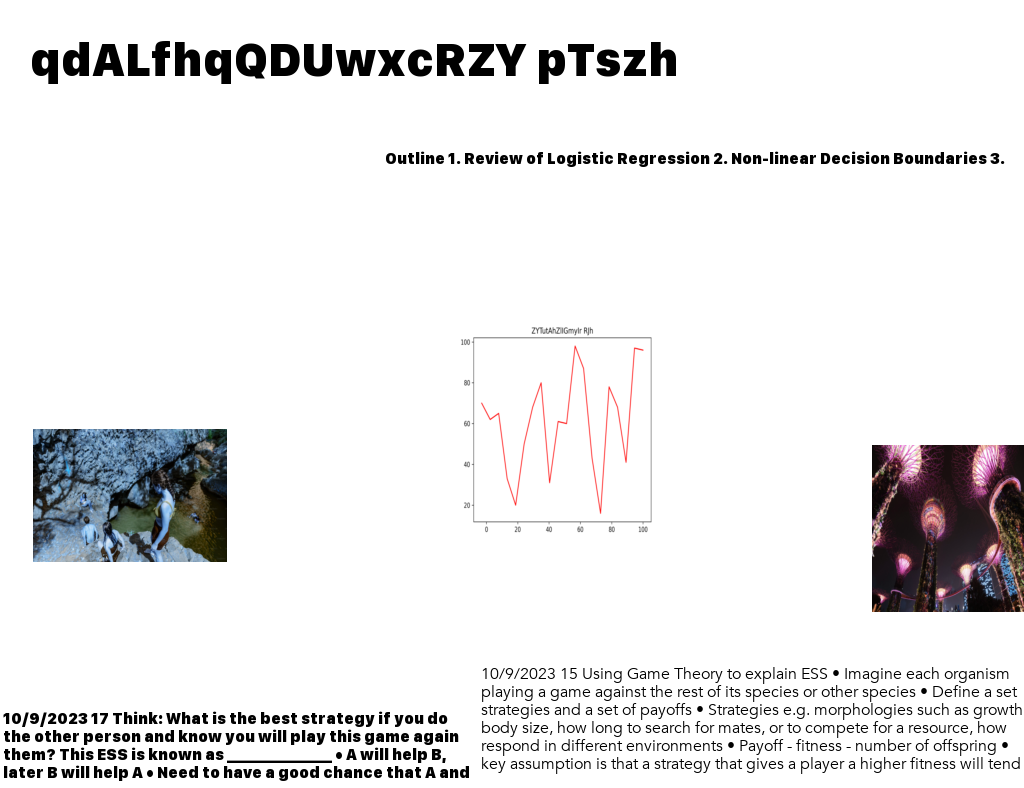 qdALfhqQDUwxcRZY pTszh
Outline 1. Review of Logistic Regression 2. Non-linear Decision Boundaries 3.
ZYTutAhZlIGmyIr RJh
100
80
60
40
20
0 20 40 60 80 100
10/9/2023 15 Using Game Theory to explain ESS • Imagine each organism
playing a game against the rest of its species or other species • Define a set
strategies and a set of payoffs • Strategies e.g. morphologies such as growth
body size, how long to search for mates, or to compete for a resource, how
respond in different environments • Payoff - fitness - number of offspring •
key assumption is that a strategy that gives a player a higher fitness will tend
10/9/2023 17 Think: What is the best strategy if you do
the other person and know you will play this game again
them? This ESS is known as _____________ • A will help B,
later B will help A • Need to have a good chance that A and